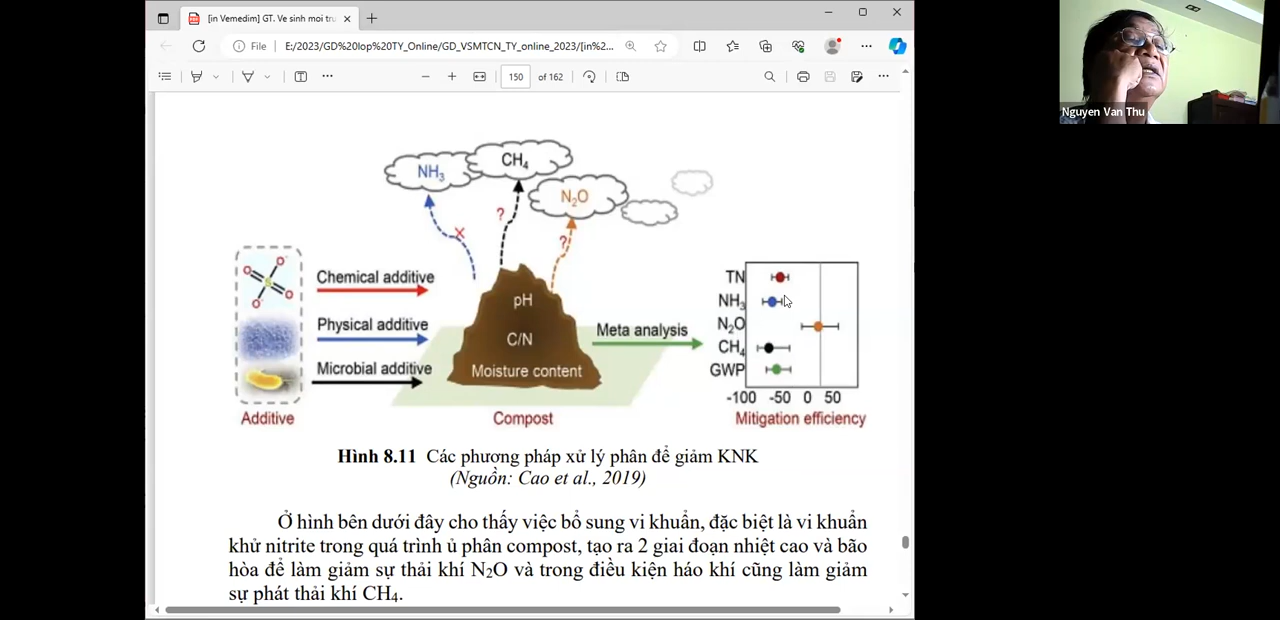 [in Vemedim] GT. Ve sinh moi tru
File
E:/2023/GD%20lop%20TY_Online/GD_VSMTCN_TY_online_2023/[in%2...
150 of 162
Nguyen Van Thu
NH3
CH4
N2O
?
?
X
O-
O
O
O-
S
Chemical additive
Physical additive
Microbial additive
pH
C/N
Moisture content
Meta analysis
TN
NH3
N2O
CH4
GWP
-100 -50 0 50
Additive
Compost
Mitigation efficiency
Hình 8.11 Các phương pháp xử lý phân để giảm KNK
(Nguồn: Cao et al., 2019)
Ở hình bên dưới đây cho thấy việc bổ sung vi khuẩn, đặc biệt là vi khuẩn
khử nitrite trong quá trình ủ phân compost, tạo ra 2 giai đoạn nhiệt cao và bão
hòa để làm giảm sự thải khí N2O và trong điều kiện háo khí cũng làm giảm
sự phát thải khí CH4.